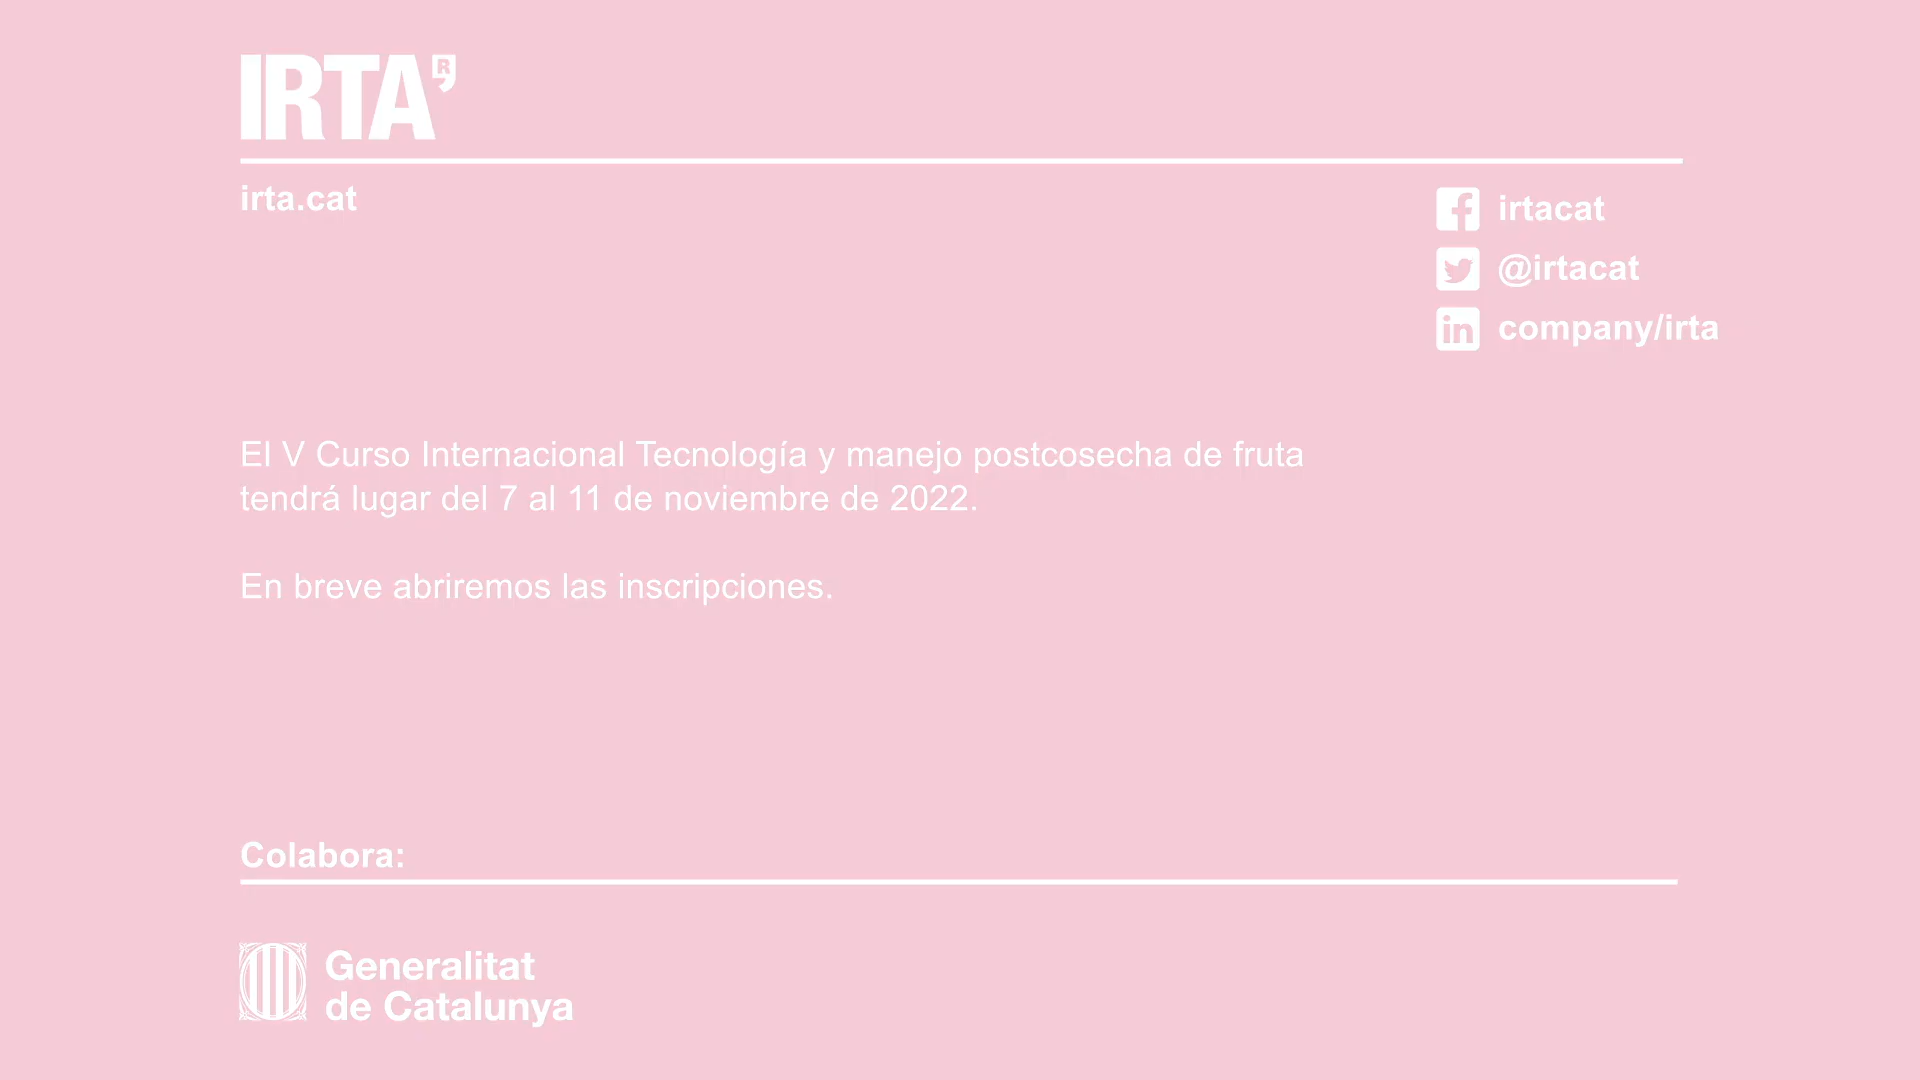 IRTA R
irta.cat
irtacat
@irtacat
in company/irta
El V Curso Internacional Tecnología y manejo postcosecha de fruta
tendrá lugar del 7 al 11 de noviembre de 2022.
En breve abriremos las inscripciones.
Colabora:
Generalitat
de Catalunya